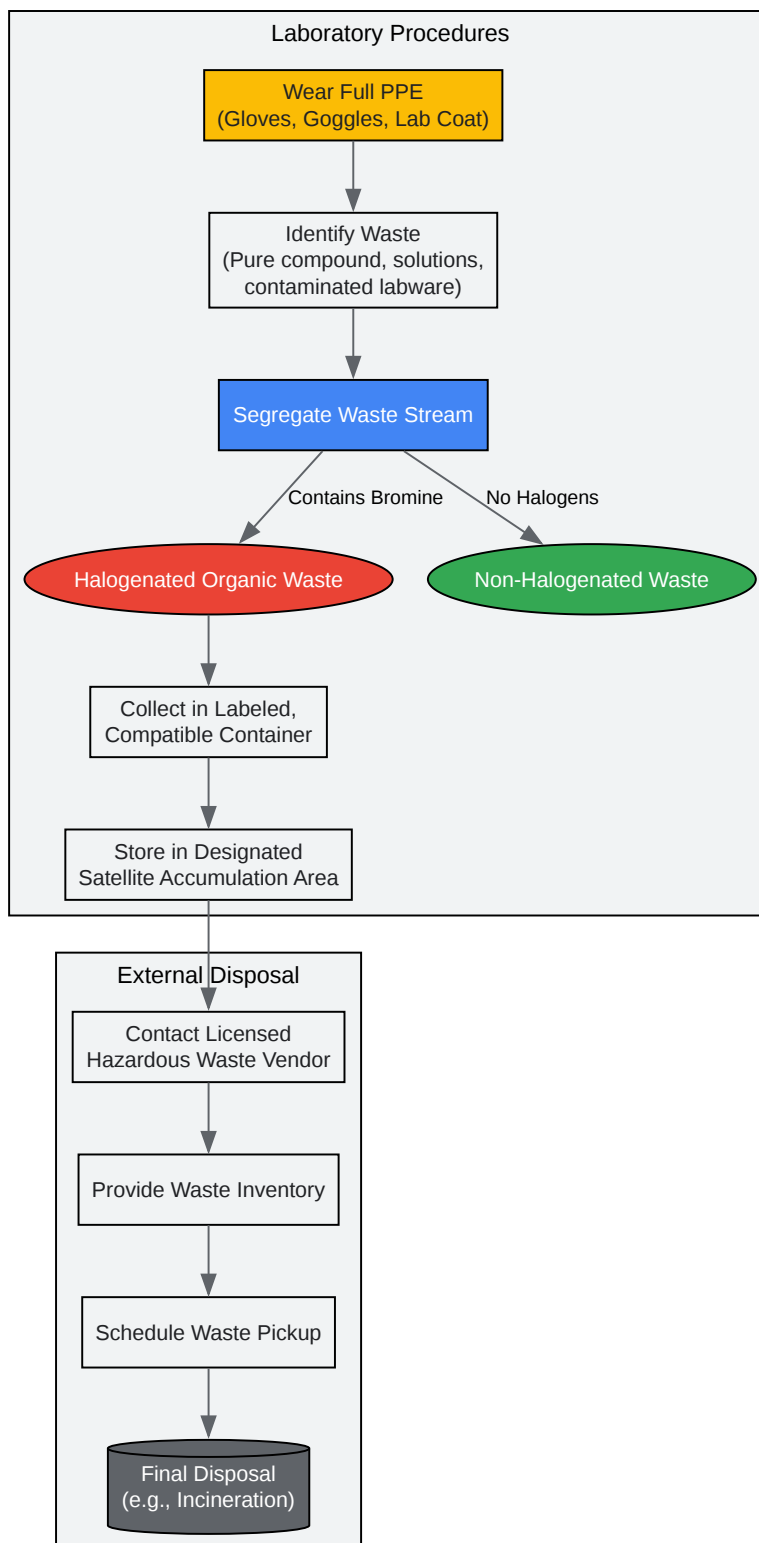 Laboratory Procedures
Wear Full PPE
(Gloves, Goggles, Lab Coat)
Identify Waste
(Pure compound, solutions,
contaminated labware)
Segregate Waste Stream
Contains Bromine
No Halogens
Halogenated Organic Waste
Non-Halogenated Waste
Collect in Labeled,
Compatible Container
Store in Designated
Satellite Accumulation Area
External Disposal
Contact Licensed
Hazardous Waste Vendor
Provide Waste Inventory
Schedule Waste Pickup
Final Disposal
(e.g., Incineration)